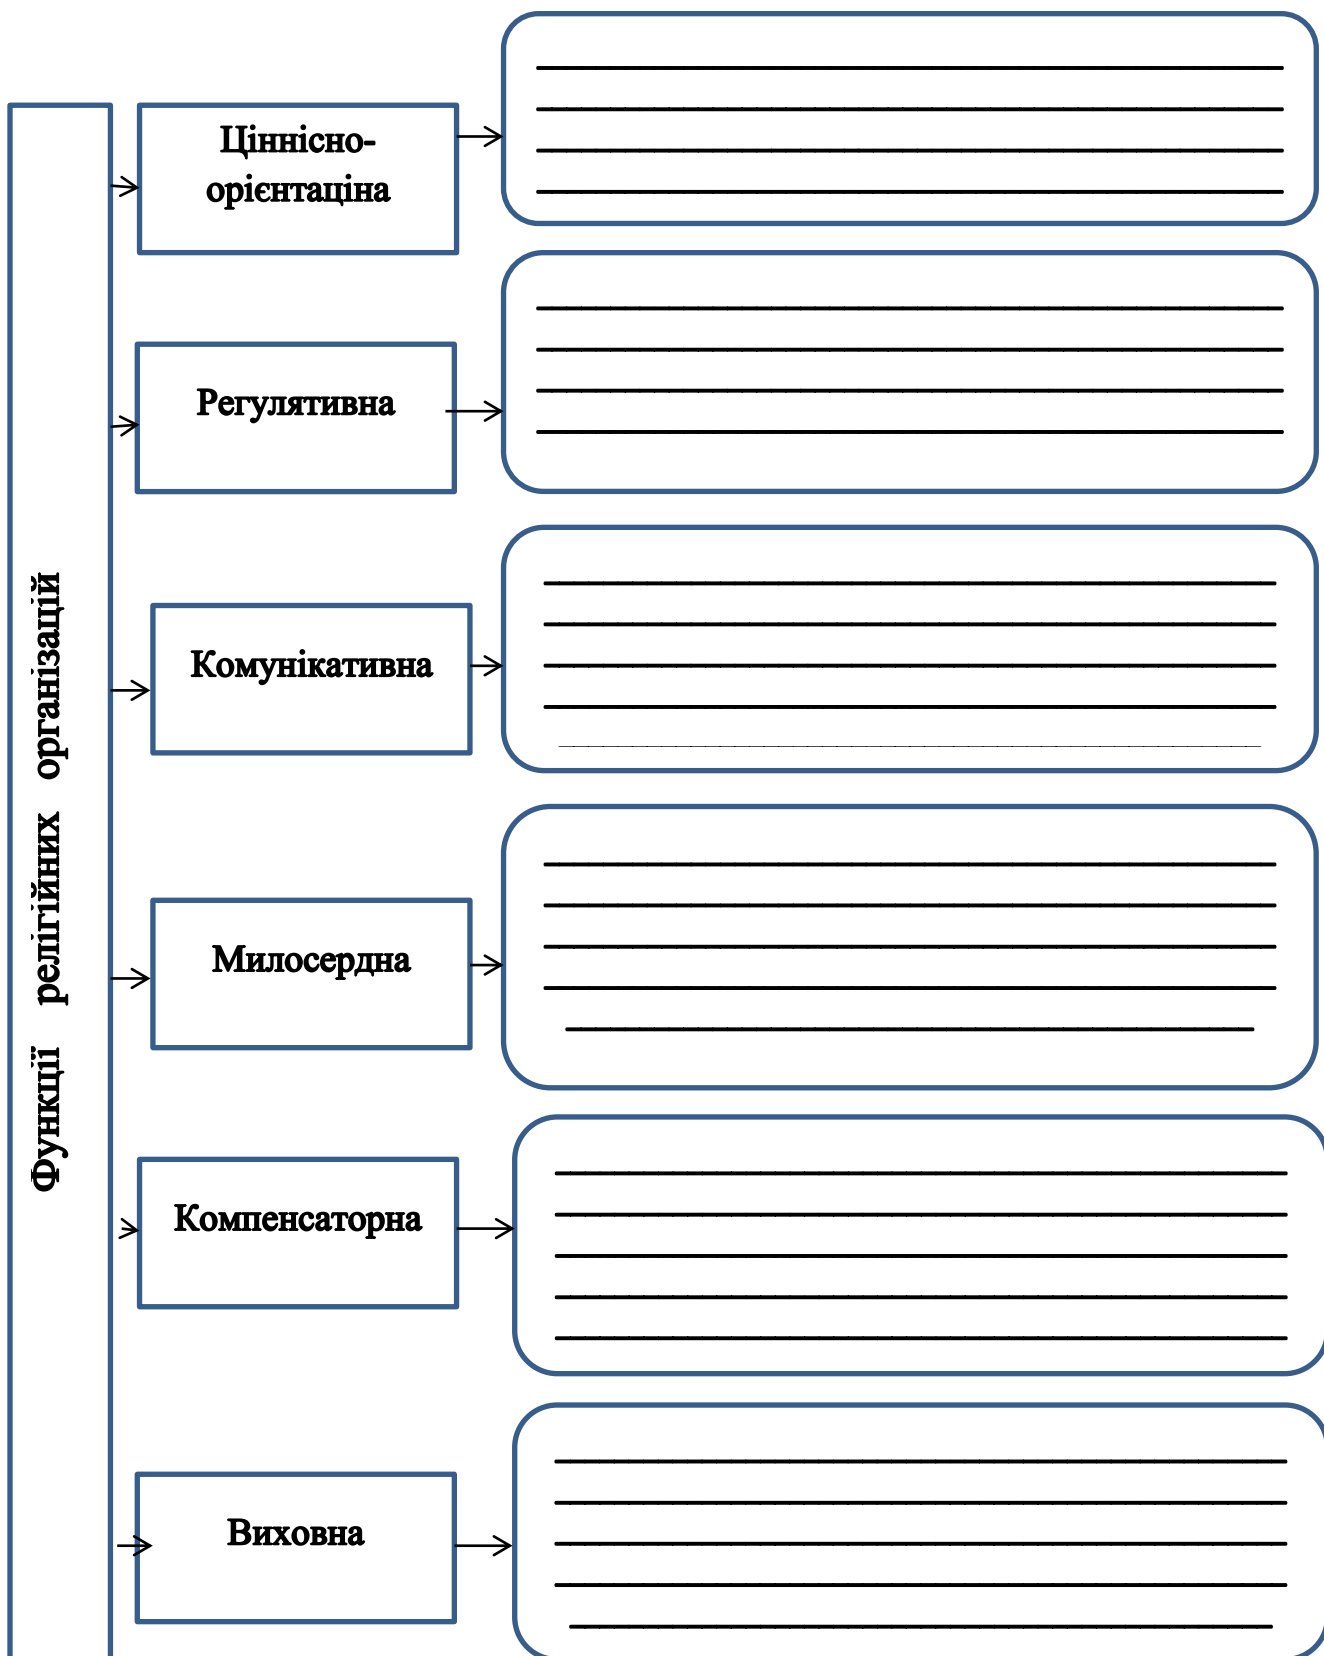 Функції релігійних організацій
Ціннісно-
орієнтаціна
Регулятивна
Комунікативна
Милосердна
Компенсаторна
Виховна